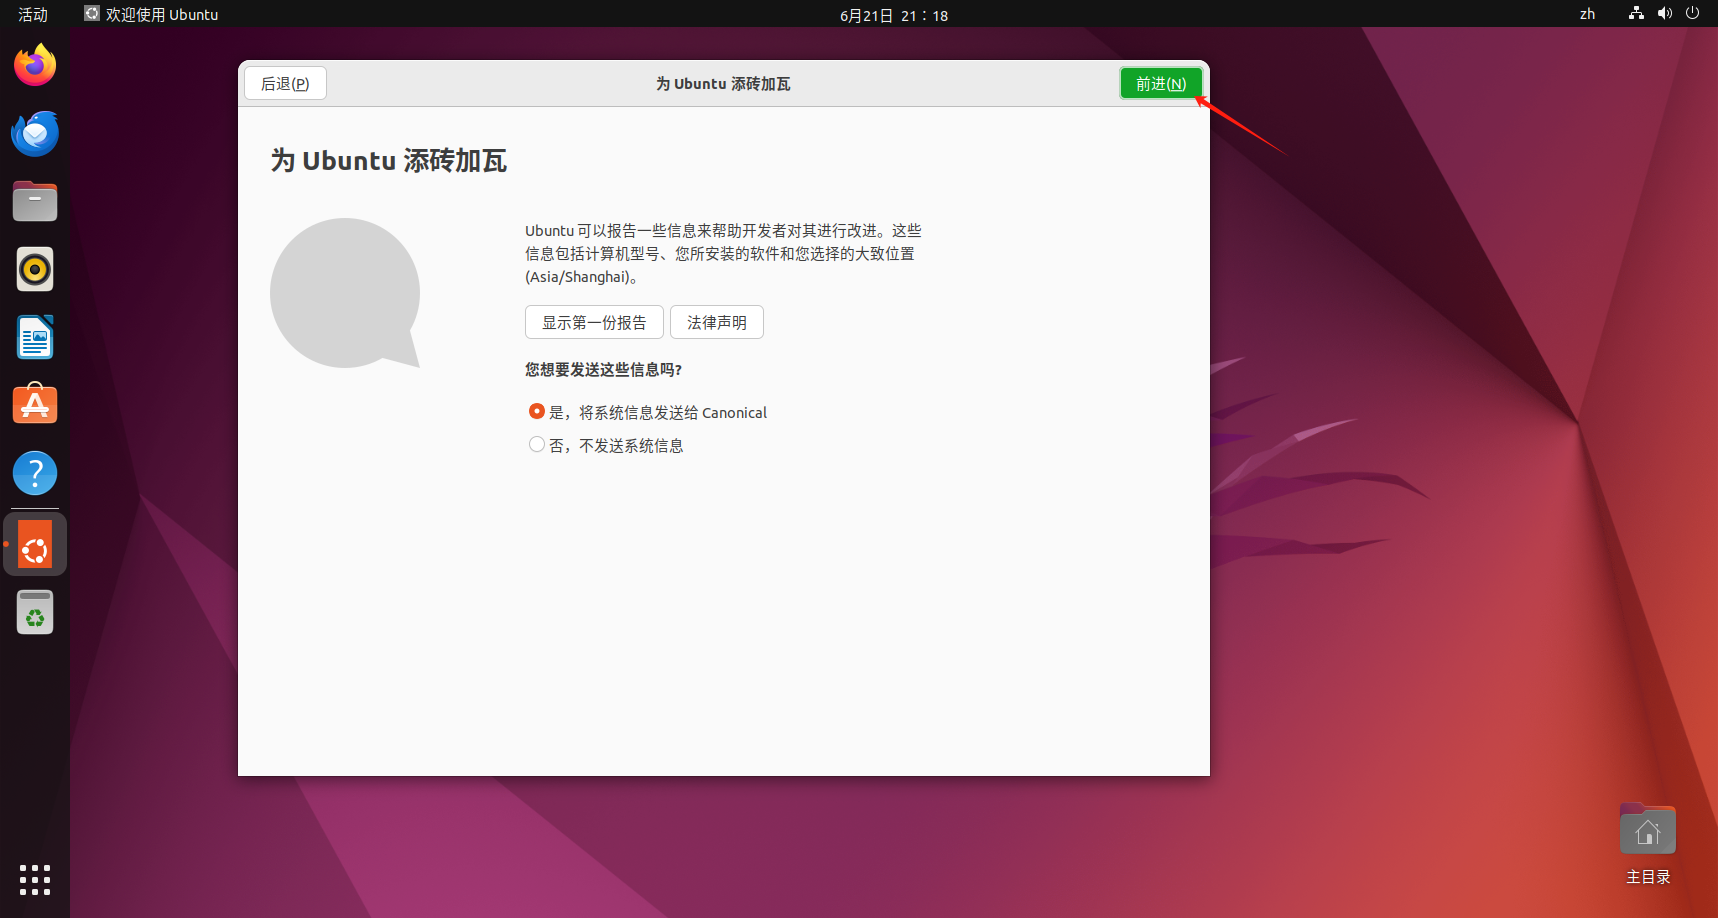 活动
欢迎使用 Ubuntu
6月21日 21：18
zh
后退(P)
为 Ubuntu 添砖加瓦
前进(N)
为 Ubuntu 添砖加瓦
Ubuntu 可以报告一些信息来帮助开发者对其进行改进。这些
信息包括计算机型号、您所安装的软件和您选择的大致位置
(Asia/Shanghai)。
显示第一份报告
法律声明
您想要发送这些信息吗?
是，将系统信息发送给 Canonical
否，不发送系统信息
主目录